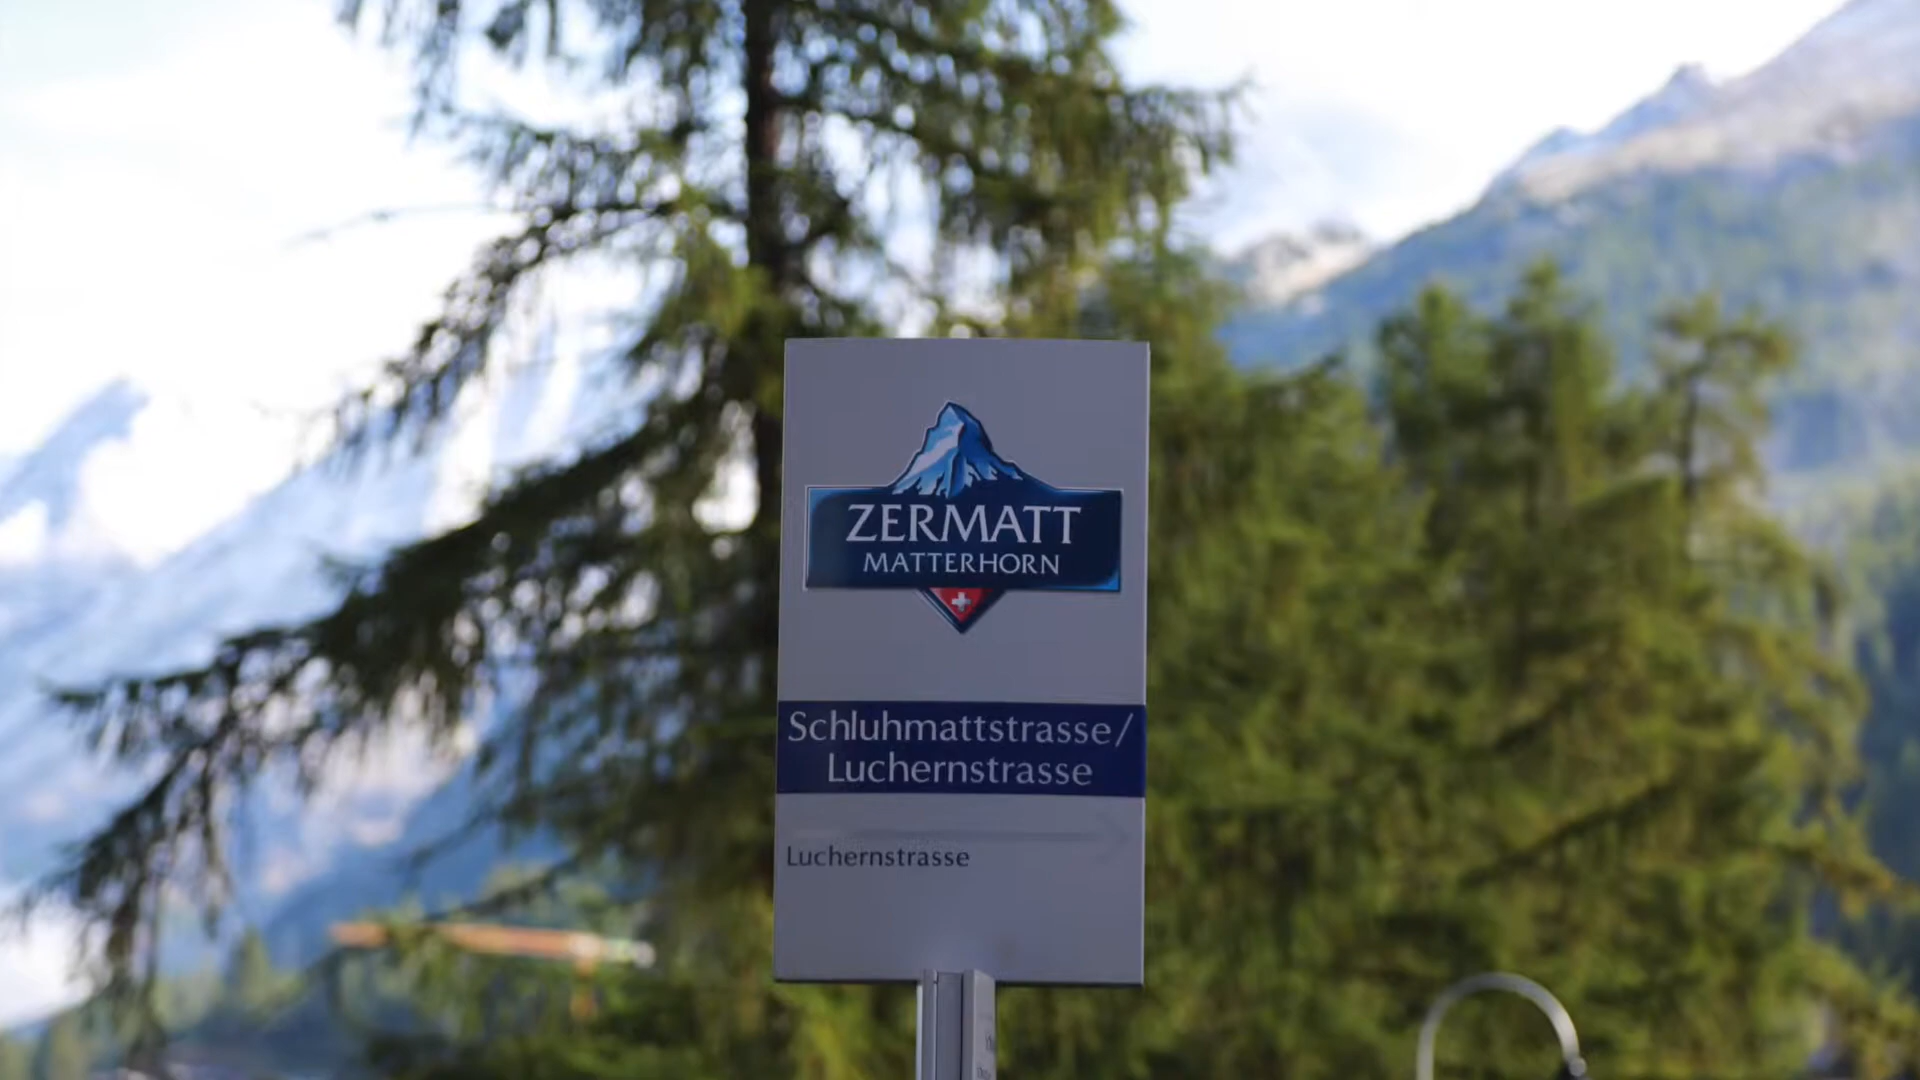 ZERMATT
MATTERHORN
Schluhmattstrasse/
Luchernstrasse
Luchernstrasse